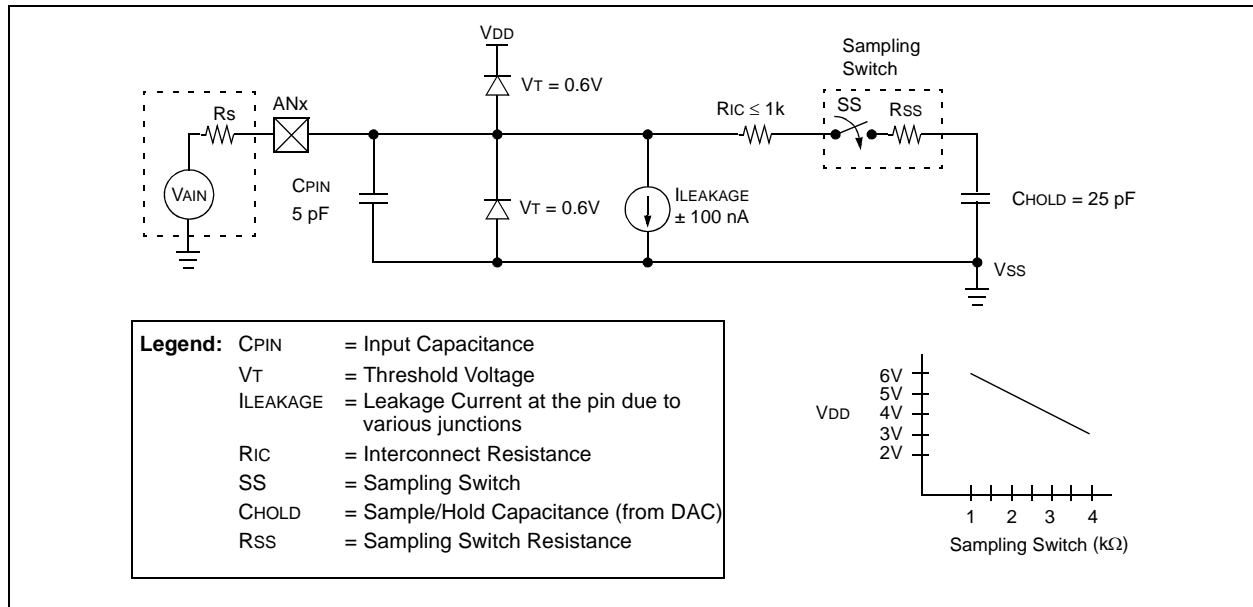 VDD
Sampling
Switch
VT = 0.6V
ANx
Rs
RIC ≤ 1k
SS
RSS
VAIN
CPIN
5 pF
VT = 0.6V
ILEAKAGE
± 100 nA
CHOLD = 25 pF
VSS
Legend: CPIN = Input Capacitance
VT = Threshold Voltage
ILEAKAGE = Leakage Current at the pin due to
various junctions
RIC = Interconnect Resistance
SS = Sampling Switch
CHOLD = Sample/Hold Capacitance (from DAC)
RSS = Sampling Switch Resistance
VDD
6V
5V
4V
3V
2V
1 2 3 4
Sampling Switch (kΩ)